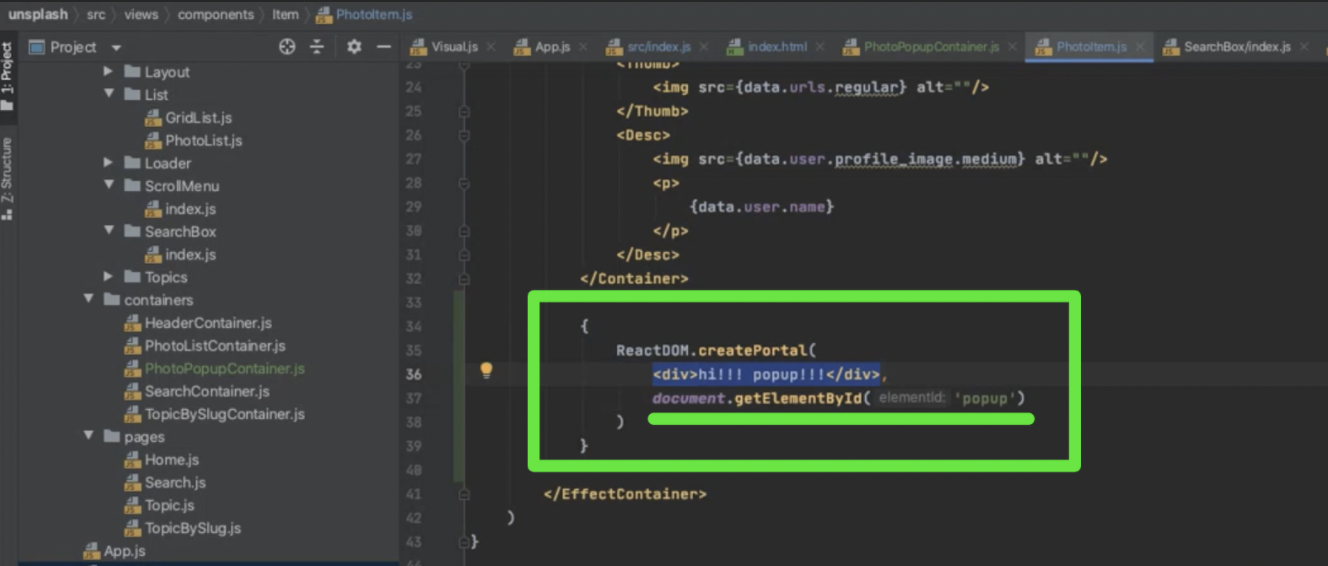 unsplash 〉 src 〉 views 〉 components 〉 Item 〉 PhotoItem.js
Project
Visual.js
App.js
src/index.js
index.html
PhotoPopupContainer.js
PhotoItem.js
SearchBox/index.js
1: Project
Z: Structure
Layout
List
GridList.js
PhotoList.js
Loader
ScrollMenu
index.js
SearchBox
index.js
Topics
containers
HeaderContainer.js
PhotoListContainer.js
PhotoPopupContainer.js
SearchContainer.js
TopicBySlugContainer.js
pages
Home.js
Search.js
Topic.js
TopicBySlug.js
App.js
23 <Thumb>
24 <img src={data.urls.regular} alt=""/>
25 </Thumb>
26 <Desc>
27 <img src={data.user.profile_image.medium} alt=""/>
28 <p>
29 {data.user.name}
30 </p>
31 </Desc>
32 </Container>
33
34 {
35 ReactDOM.createPortal(
36 <div>hi!!! popup!!!</div>,
37 document.getElementById( elementId: 'popup')
38 )
39 }
40
41 </EffectContainer>
42 )
43 }